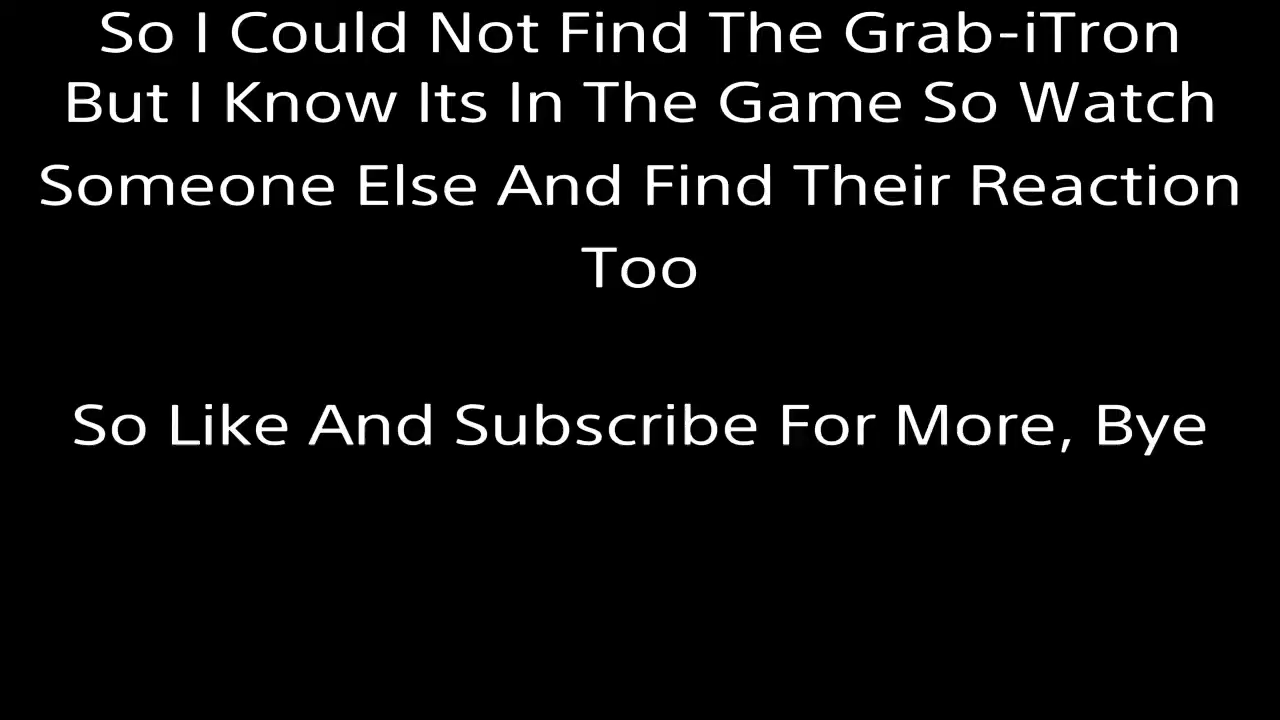 So I Could Not Find The Grab-iTron
But I Know Its In The Game So Watch
Someone Else And Find Their Reaction
Too
So Like And Subscribe For More, Bye